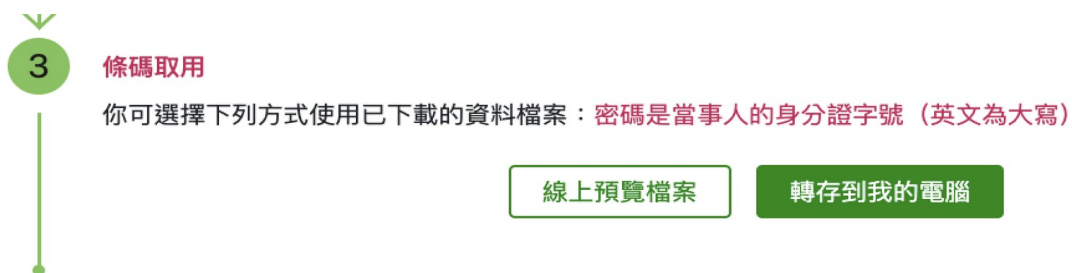 3
條碼取用
你可選擇下列方式使用已下載的資料檔案：密碼是當事人的身分證字號（英文為大寫）
線上預覽檔案
轉存到我的電腦